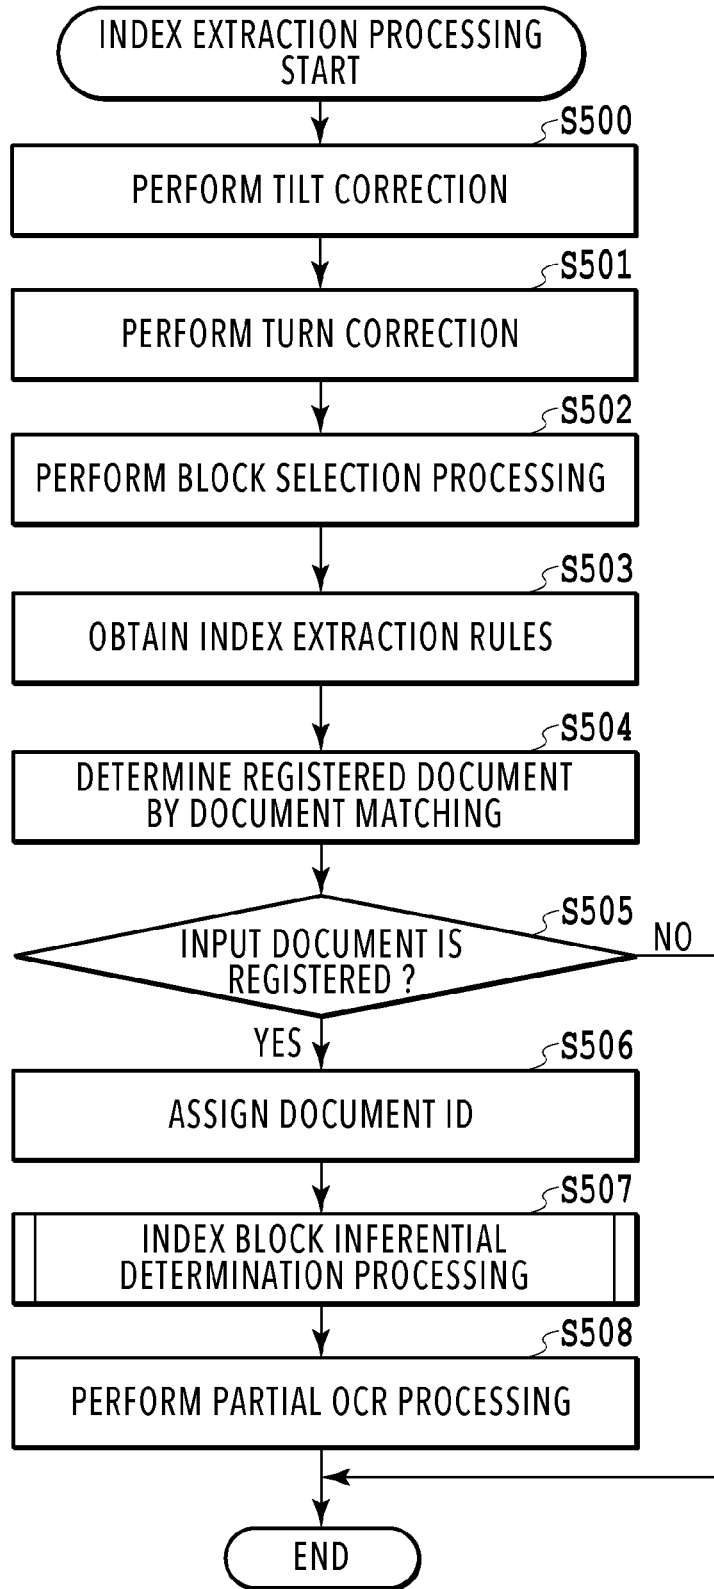 INDEX EXTRACTION PROCESSING
START
S500
PERFORM TILT CORRECTION
S501
PERFORM TURN CORRECTION
S502
PERFORM BLOCK SELECTION PROCESSING
S503
OBTAIN INDEX EXTRACTION RULES
S504
DETERMINE REGISTERED DOCUMENT
BY DOCUMENT MATCHING
S505
INPUT DOCUMENT IS
REGISTERED ?
NO
YES
S506
ASSIGN DOCUMENT ID
S507
INDEX BLOCK INFERENTIAL
DETERMINATION PROCESSING
S508
PERFORM PARTIAL OCR PROCESSING
END